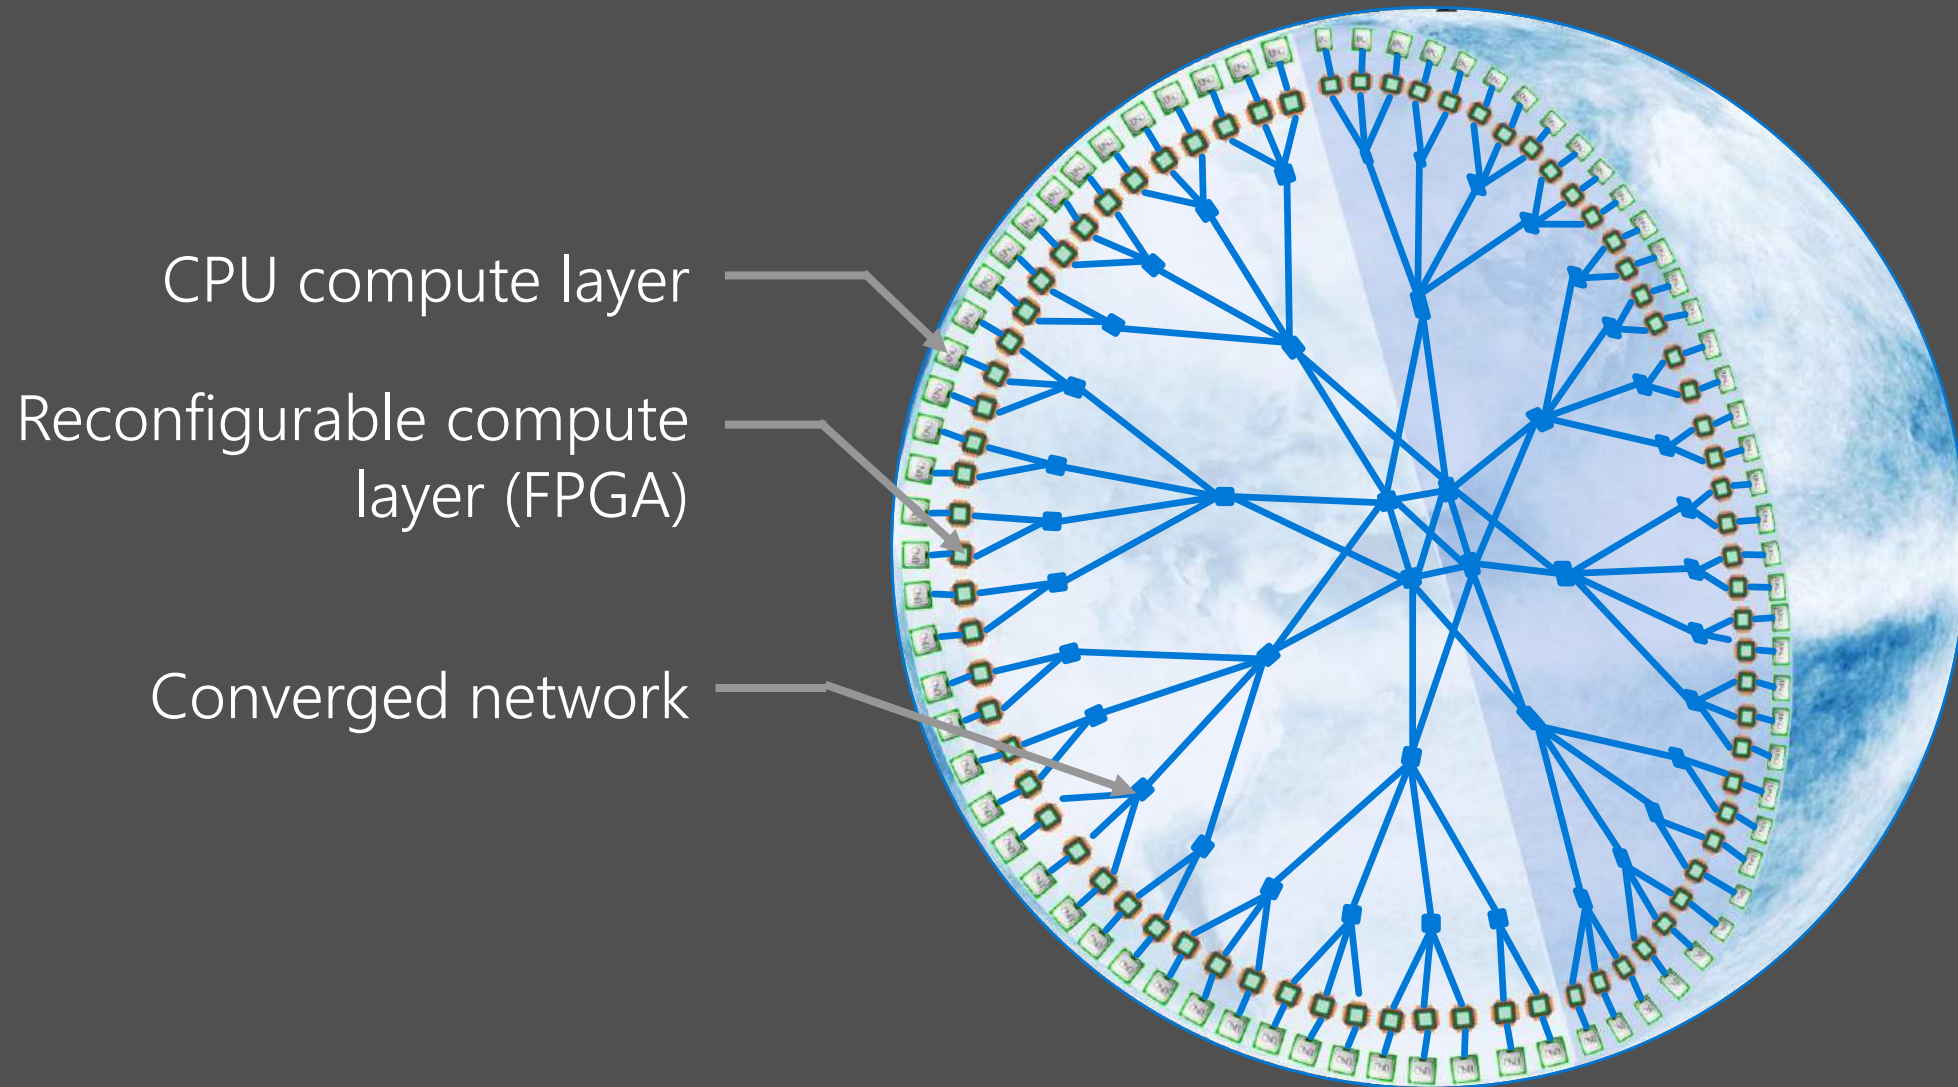 CPU compute layer
Reconfigurable compute
layer (FPGA)
Converged network